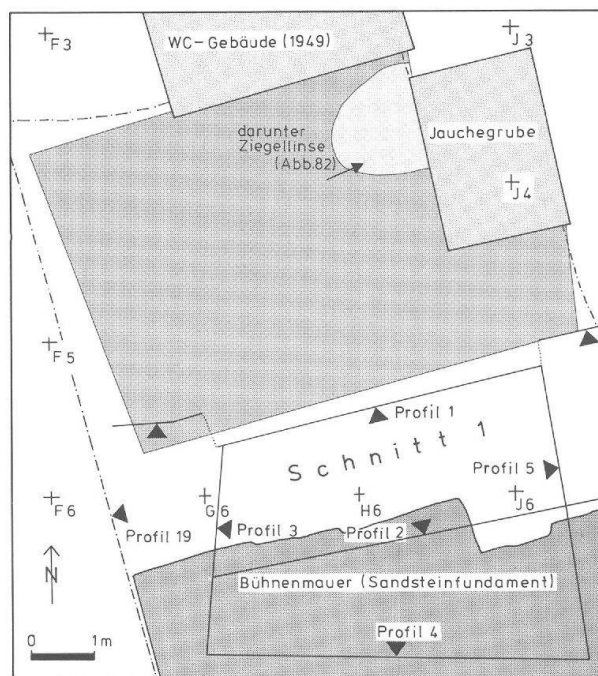 F3
WC-Gebäude (1949)
J3
darunter
Ziegellinse
(Abb.82)
Jauchegrube
J4
F5
Profil 1
Schnitt 1
Profil 5
F6
G6
H6
J6
Profil 19
Profil 3
Profil 2
N
Bühnenmauer (Sandsteinfundament)
Profil 4
0 1m